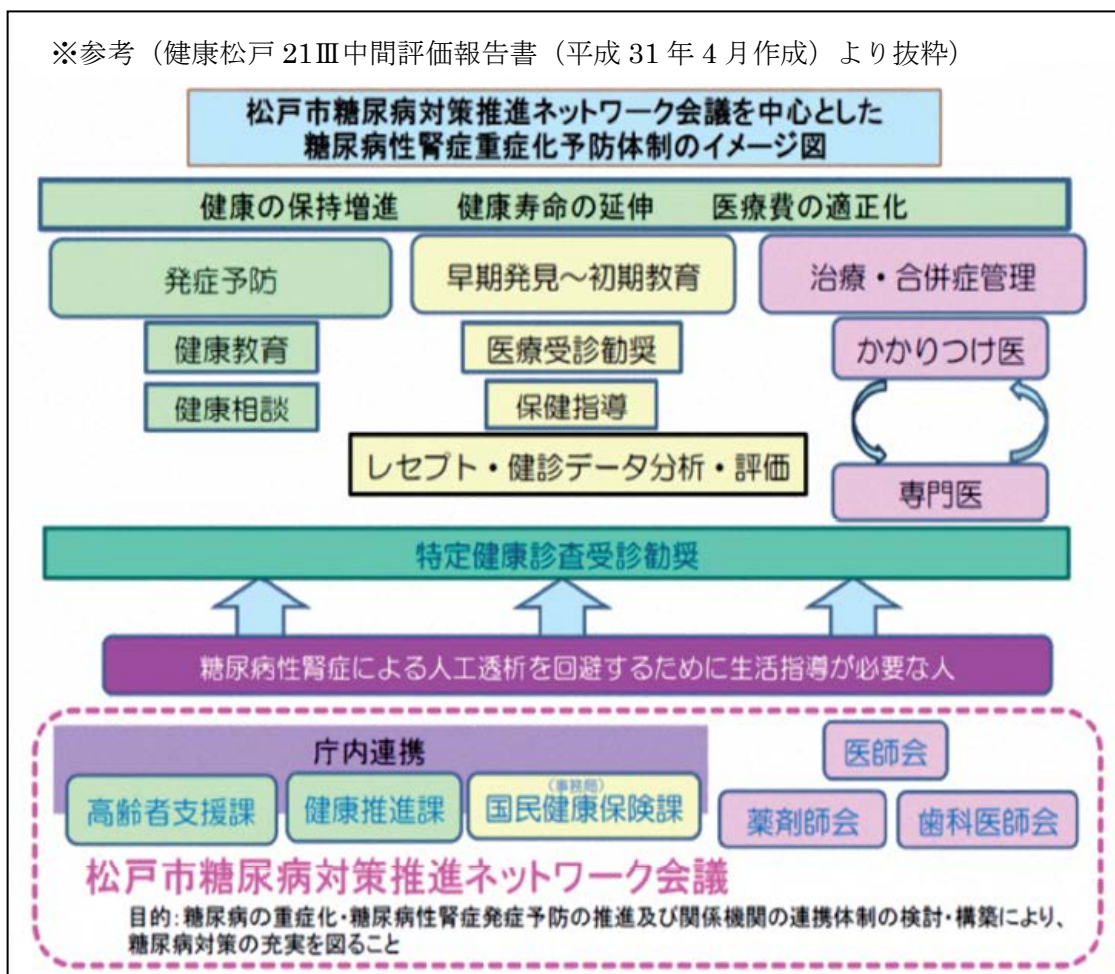 ※参考（健康松戸 21Ⅲ中間評価報告書（平成 31 年 4 月作成）より抜粋）
松戸市糖尿病対策推進ネットワーク会議を中心とした
糖尿病性腎症重症化予防体制のイメージ図
健康の保持増進　健康寿命の延伸　医療費の適正化
発症予防
早期発見～初期教育
治療・合併症管理
健康教育
医療受診勧奨
かかりつけ医
健康相談
保健指導
レセプト・健診データ分析・評価
専門医
特定健康診査受診勧奨
糖尿病性腎症による人工透析を回避するために生活指導が必要な人
庁内連携
医師会
高齢者支援課
健康推進課
（事務局）
国民健康保険課
薬剤師会
歯科医師会
松戸市糖尿病対策推進ネットワーク会議
目的：糖尿病の重症化・糖尿病性腎症発症予防の推進及び関係機関の連携体制の検討・構築により、
糖尿病対策の充実を図ること